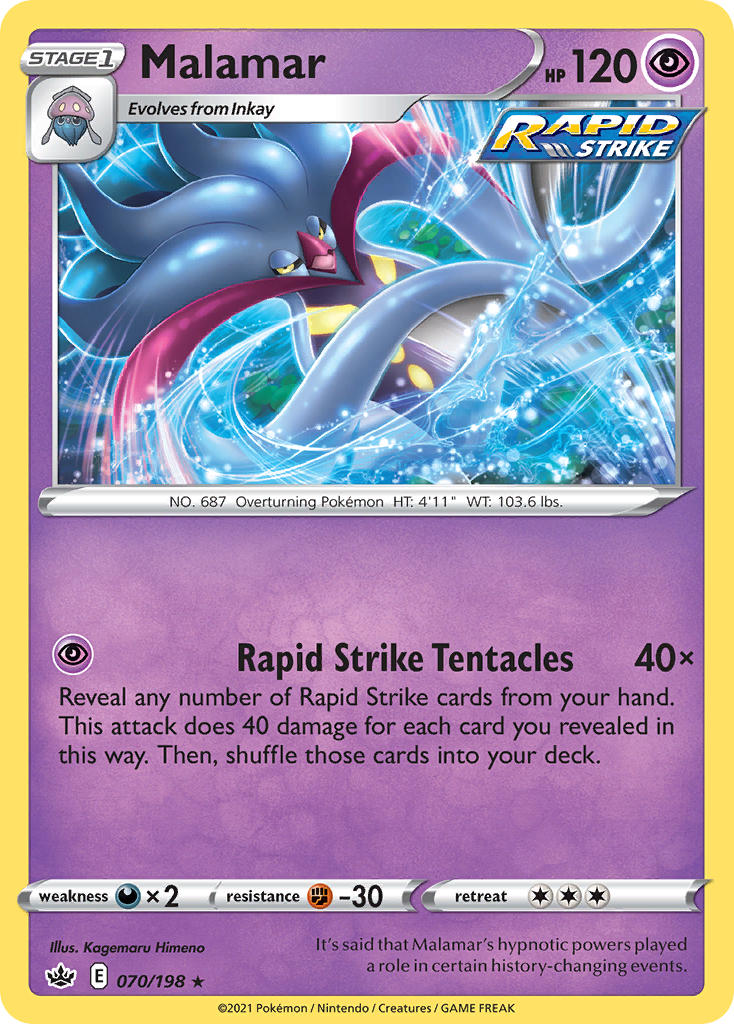 STAGE1
Malamar
HP 120
Evolves from Inkay
RAPID
STRIKE
NO. 687 Overturning Pokémon HT: 4'11" WT: 103.6 lbs.
Rapid Strike Tentacles 40×
Reveal any number of Rapid Strike cards from your hand.
This attack does 40 damage for each card you revealed in
this way. Then, shuffle those cards into your deck.
weakness ×2 resistance -30 retreat
Illus. Kagemaru Himeno
It's said that Malamar's hypnotic powers played
a role in certain history-changing events.
E 070/198 ★
©2021 Pokémon / Nintendo / Creatures / GAME FREAK